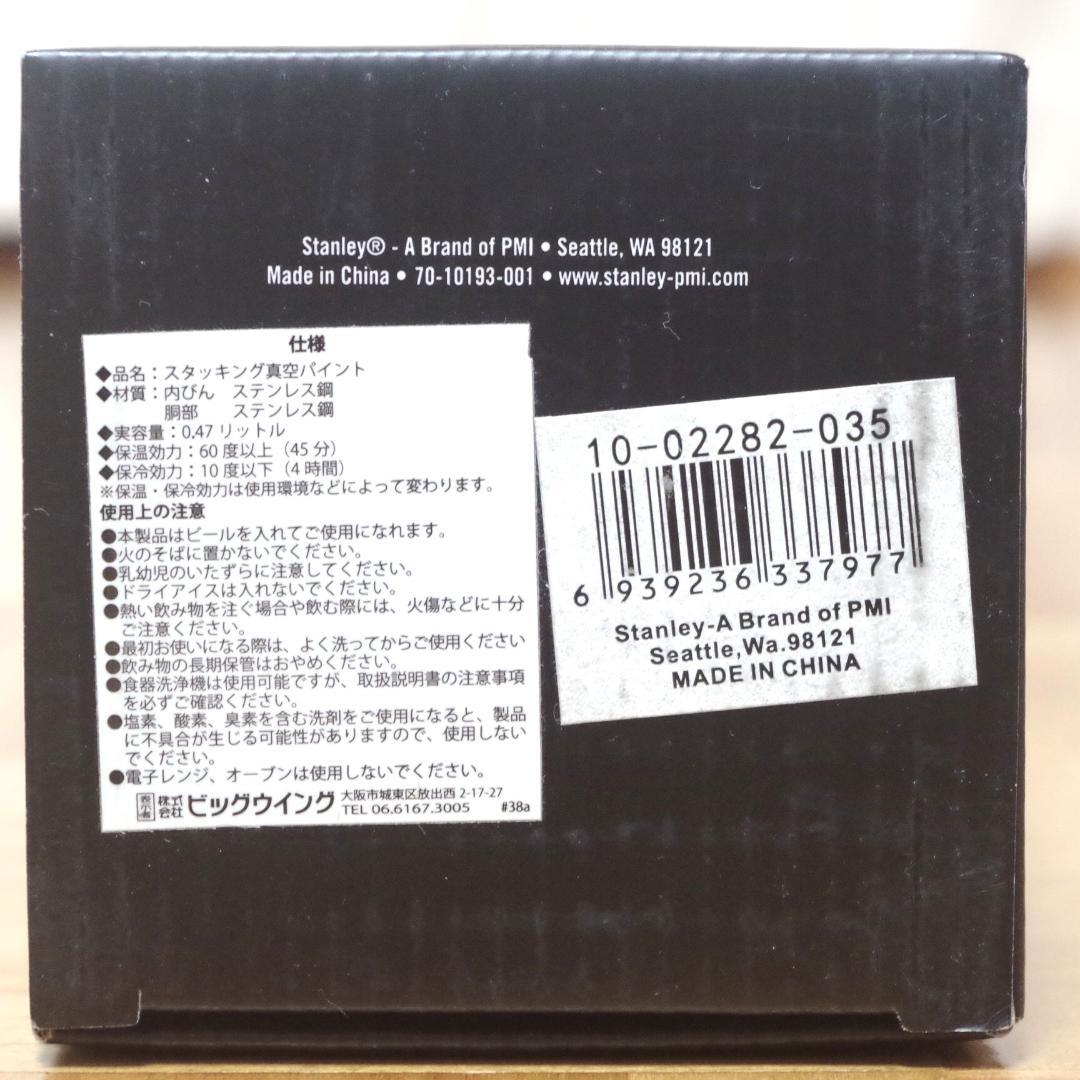 Stanley® - A Brand of PMI • Seattle, WA 98121
Made in China • 70-10193-001 • www.stanley-pmi.com
仕様
◆品名：スタッキング真空パイント
◆材質：内びん ステンレス鋼
胴部 ステンレス鋼
◆実容量：0.47 リットル
◆保温効力：60 度以上（45 分）
◆保冷効力：10 度以下（4 時間）
※保温・保冷効力は使用環境などによって変わります。
使用上の注意
●本製品はビールを入れてご使用になれます。
●火のそばに置かないでください。
●乳幼児のいたずらに注意してください。
●ドライアイスは入れないでください。
●熱い飲み物を注ぐ場合や飲む際には、火傷などに十分
ご注意ください。
●最初お使いになる際は、よく洗ってからご使用ください
●飲み物の長期保管はおやめください。
●食器洗浄機は使用可能ですが、取扱説明書の注意事項
を必ずご確認ください。
●塩素、酸素、臭素を含む洗剤をご使用になると、製品
に不具合が生じる可能性がありますので、使用しない
でください。
●電子レンジ、オーブンは使用しないでください。
表示者 株式会社 ビッグウイング 大阪市城東区放出西 2-17-27
TEL 06.6167.3005 #38a
10-02282-035
6 939236 337977
Stanley-A Brand of PMI
Seattle,Wa.98121
MADE IN CHINA